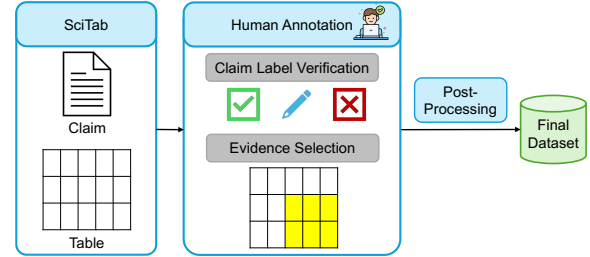 SciTab
Claim
Table
Human Annotation
Claim Label Verification
Evidence Selection
Post-
Processing
Final
Dataset